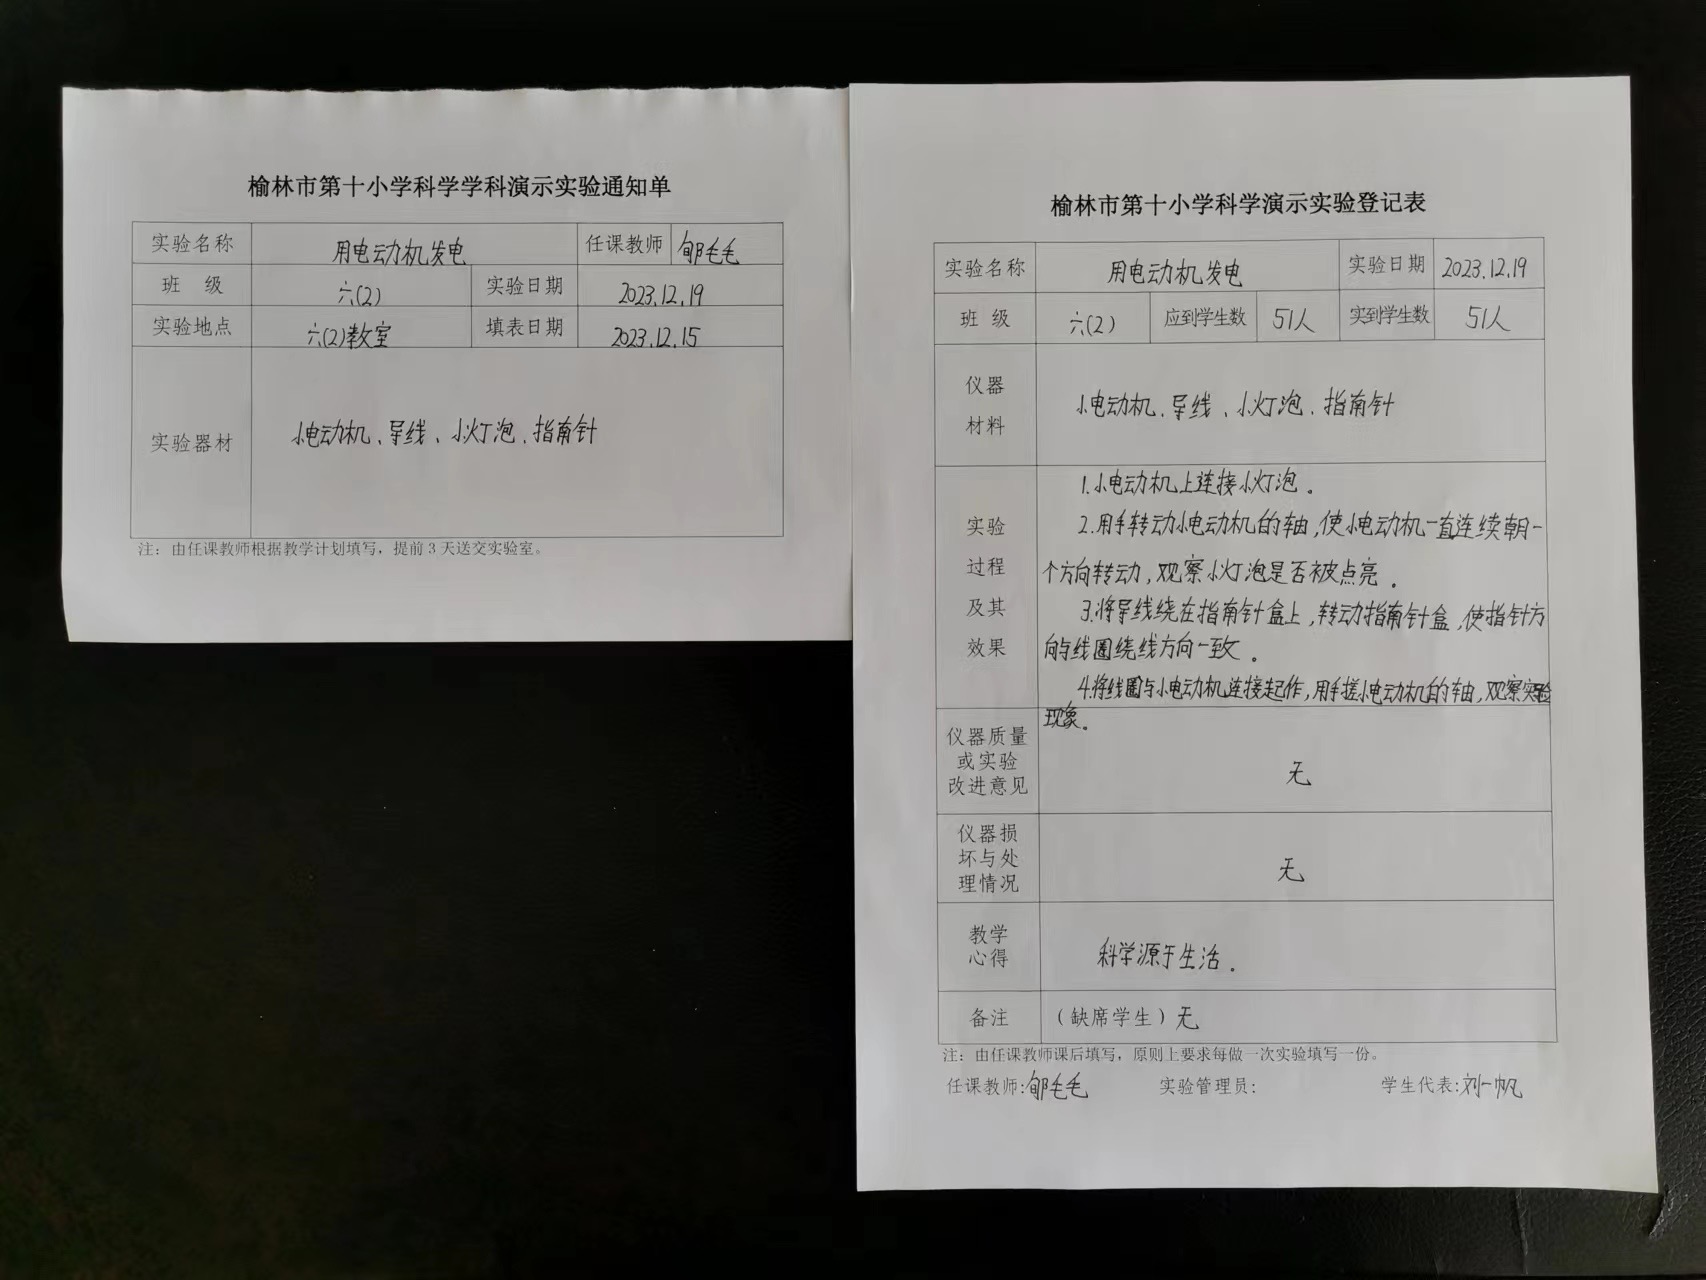 榆林市第十小学科学学科演示实验通知单
实验名称 用电动机发电 任课教师 郇毛毛
班 级 六(2) 实验日期 2023.12.19
实验地点 六(2)教室 填表日期 2023.12.15
实验器材 小电动机、导线、小灯泡、指南针
注：由任课教师根据教学计划填写，提前3天送交实验室。
榆林市第十小学科学演示实验登记表
实验名称 用电动机发电 实验日期 2023.12.19
班 级 六(2) 应到学生数 51人 实到学生数 51人
仪器
材料
小电动机、导线、小灯泡、指南针
实验
过程
及其
效果
1.小电动机上连接小灯泡。
2.用手转动小电动机的轴,使小电动机一直连续朝一
个方向转动,观察小灯泡是否被点亮。
3.将导线绕在指南针盒上,转动指南针盒,使指针方
向与线圈绕线方向一致。
4.将线圈与小电动机连接起作,用手搓小电动机的轴,观察实验
现象。
仪器质量
或实验
改进意见
无
仪器损
坏与处
理情况
无
教学
心得
科学源于生活。
备注 （缺席学生）无
注：由任课教师课后填写，原则上要求每做一次实验填写一份。
任课教师:郇毛毛 实验管理员: 学生代表:刘一帆